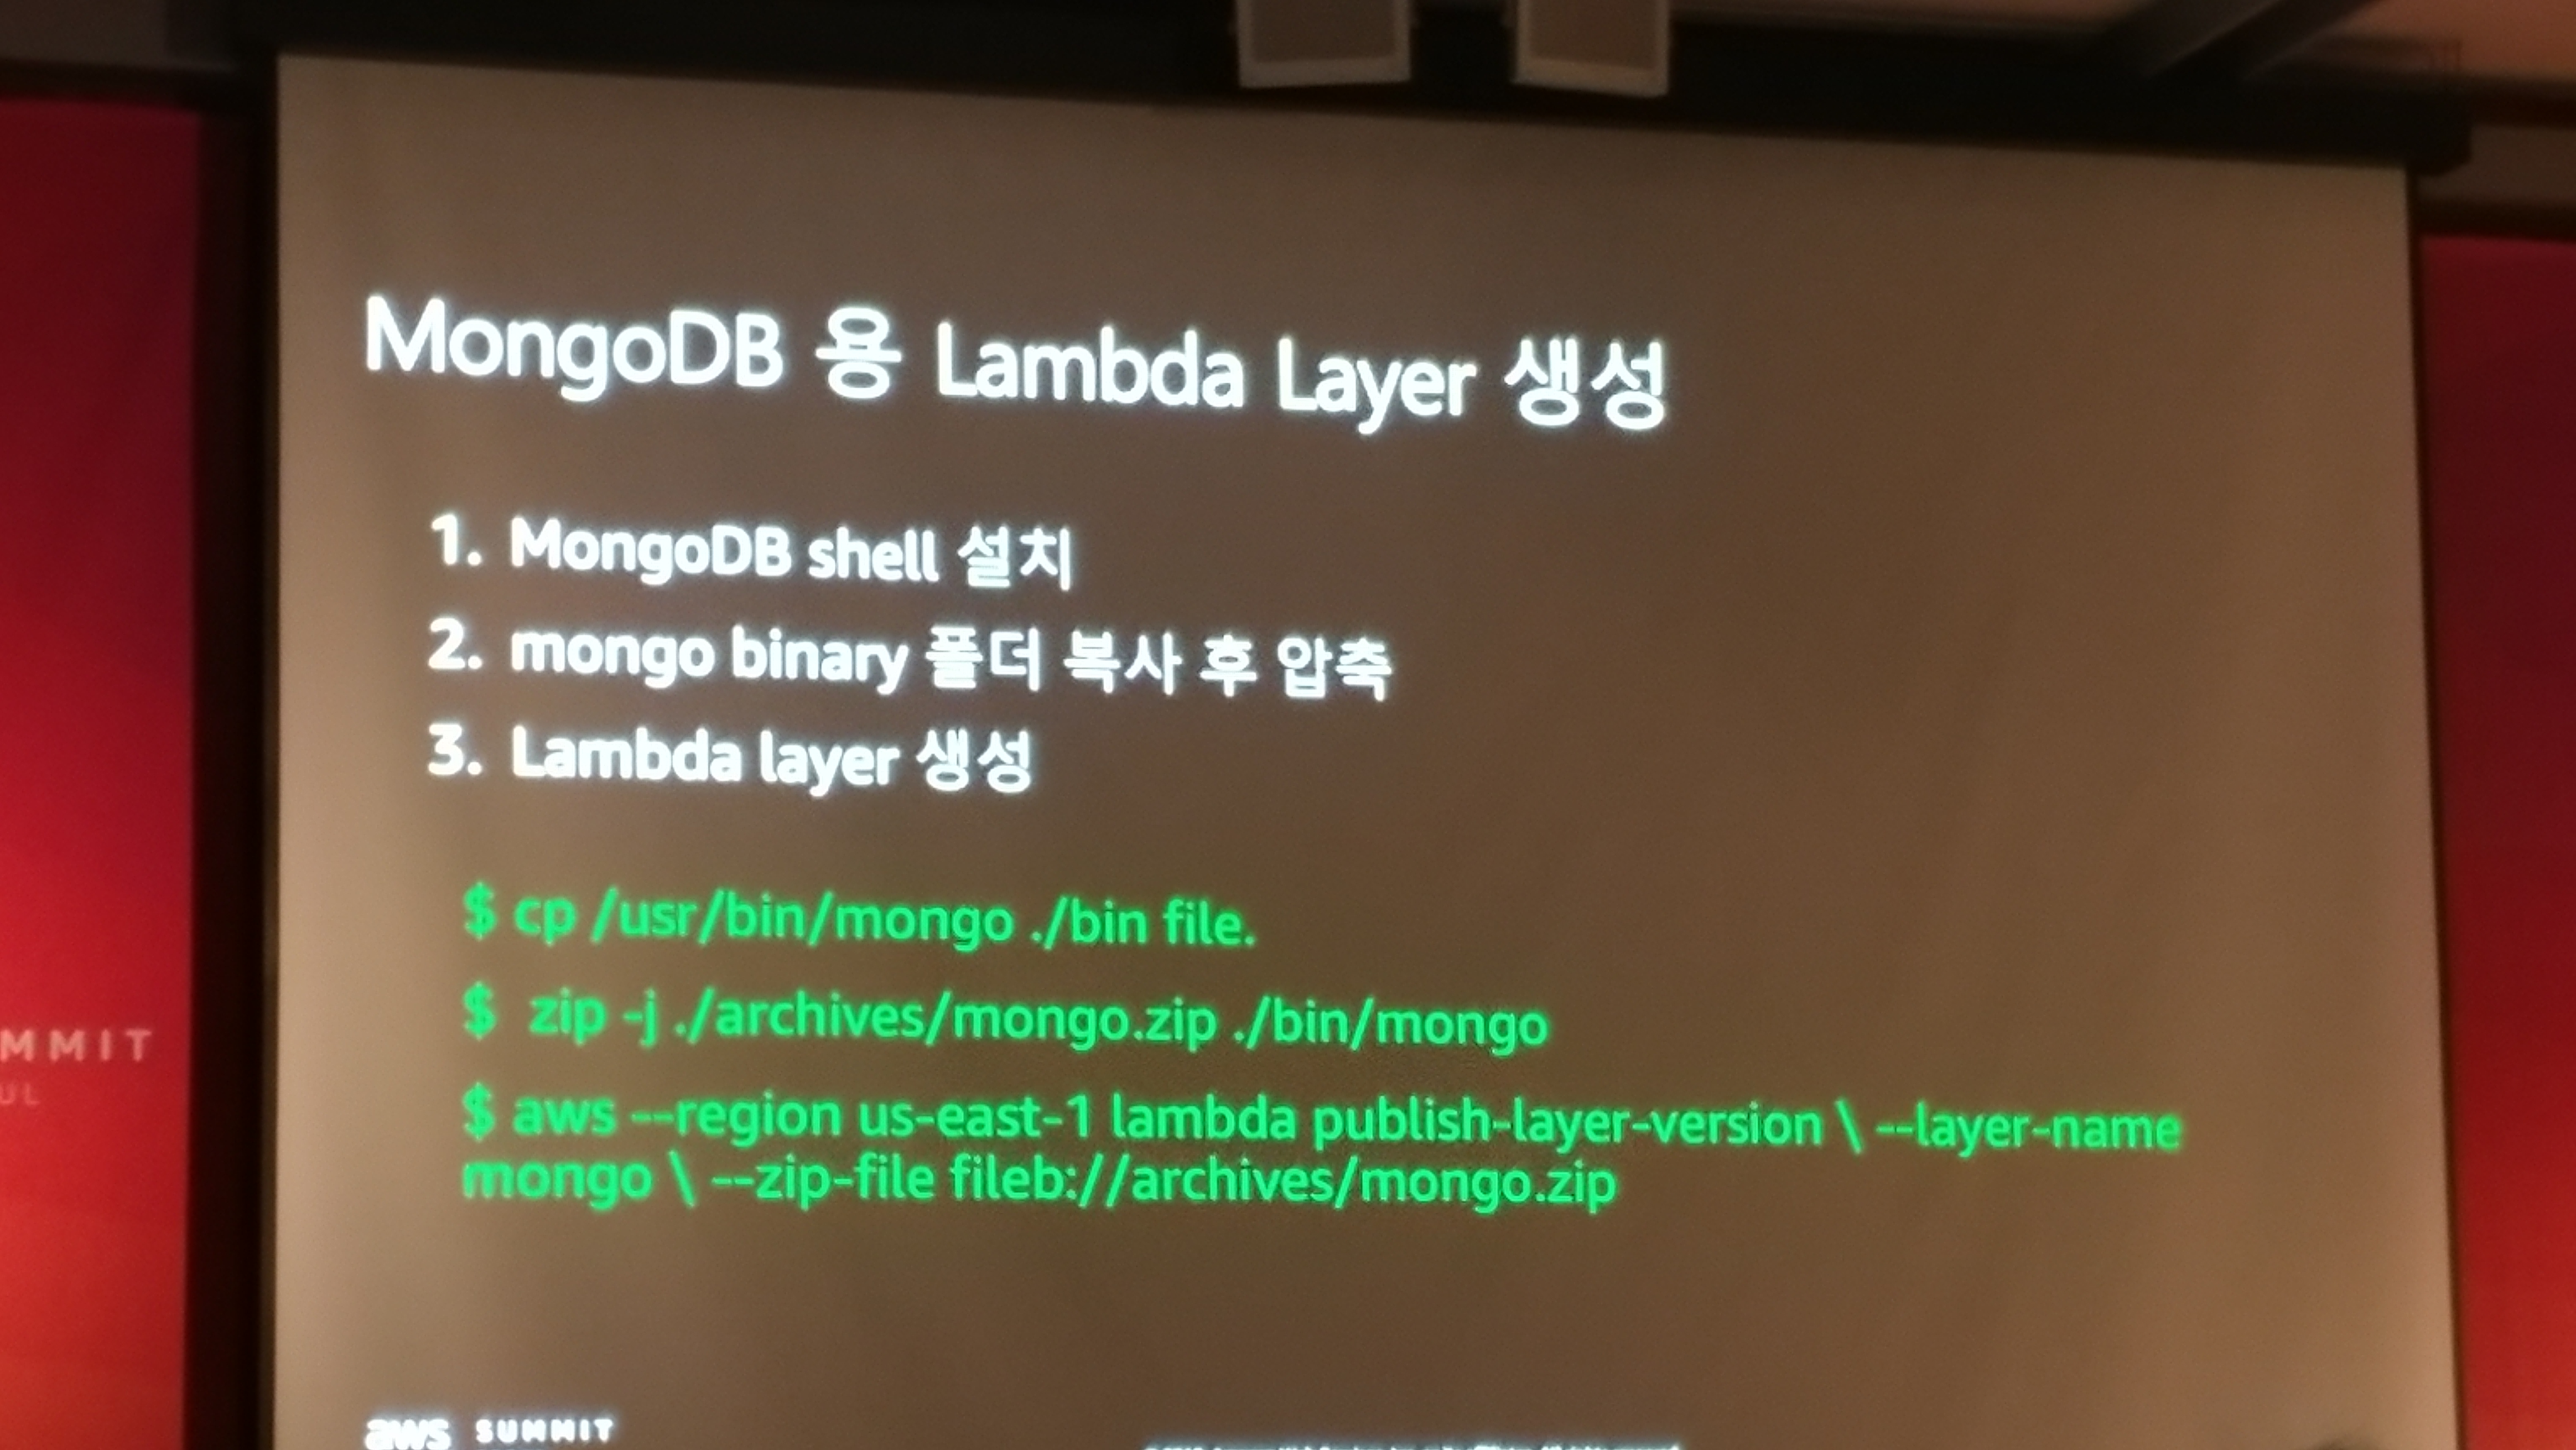 MongoDB 용 Lambda Layer 생성
1. MongoDB shell 설치
2. mongo binary 폴더 복사 후 압축
3. Lambda layer 생성
$ cp /usr/bin/mongo ./bin file.
$ zip -j ./archives/mongo.zip ./bin/mongo
$ aws --region us-east-1 lambda publish-layer-version \ --layer-name
mongo \ --zip-file fileb://archives/mongo.zip
MMIT
UL
aws SUMMIT